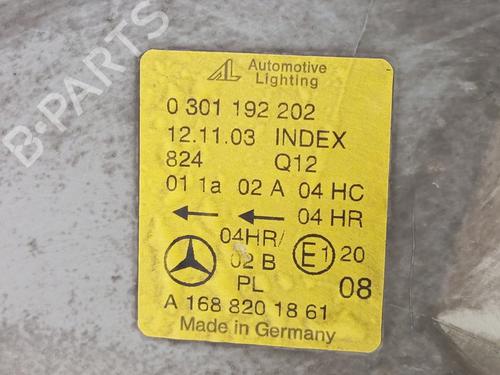 B-PARTS
AL Automotive
Lighting
0 301 192 202
12.11.03 INDEX
824 Q12
01 1a 02 A 04 HC
04 HR
04HR/
02 B E1 20
PL 08
A 168 820 18 61
Made in Germany